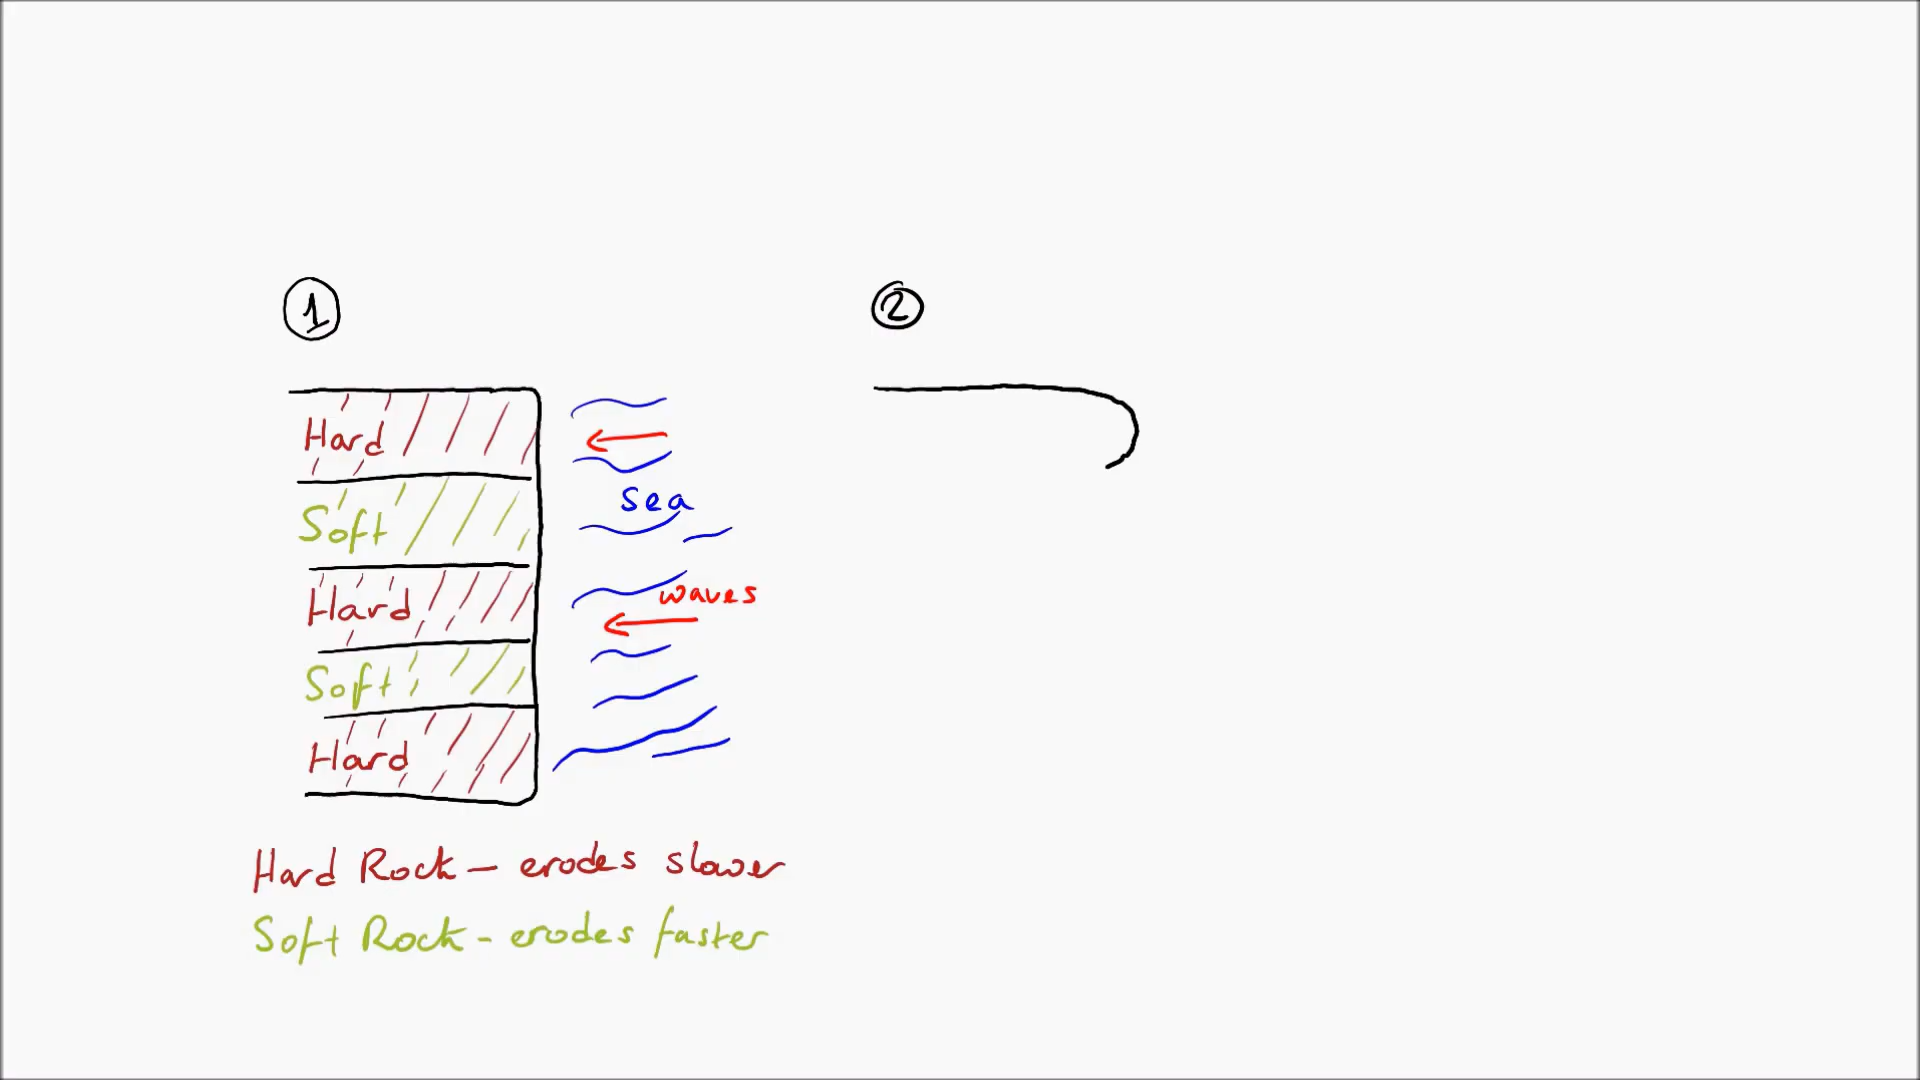 1
Hard
Soft
Hard
Soft
Hard
Sea
waves
Hard Rock - erodes slower
Soft Rock - erodes faster
2